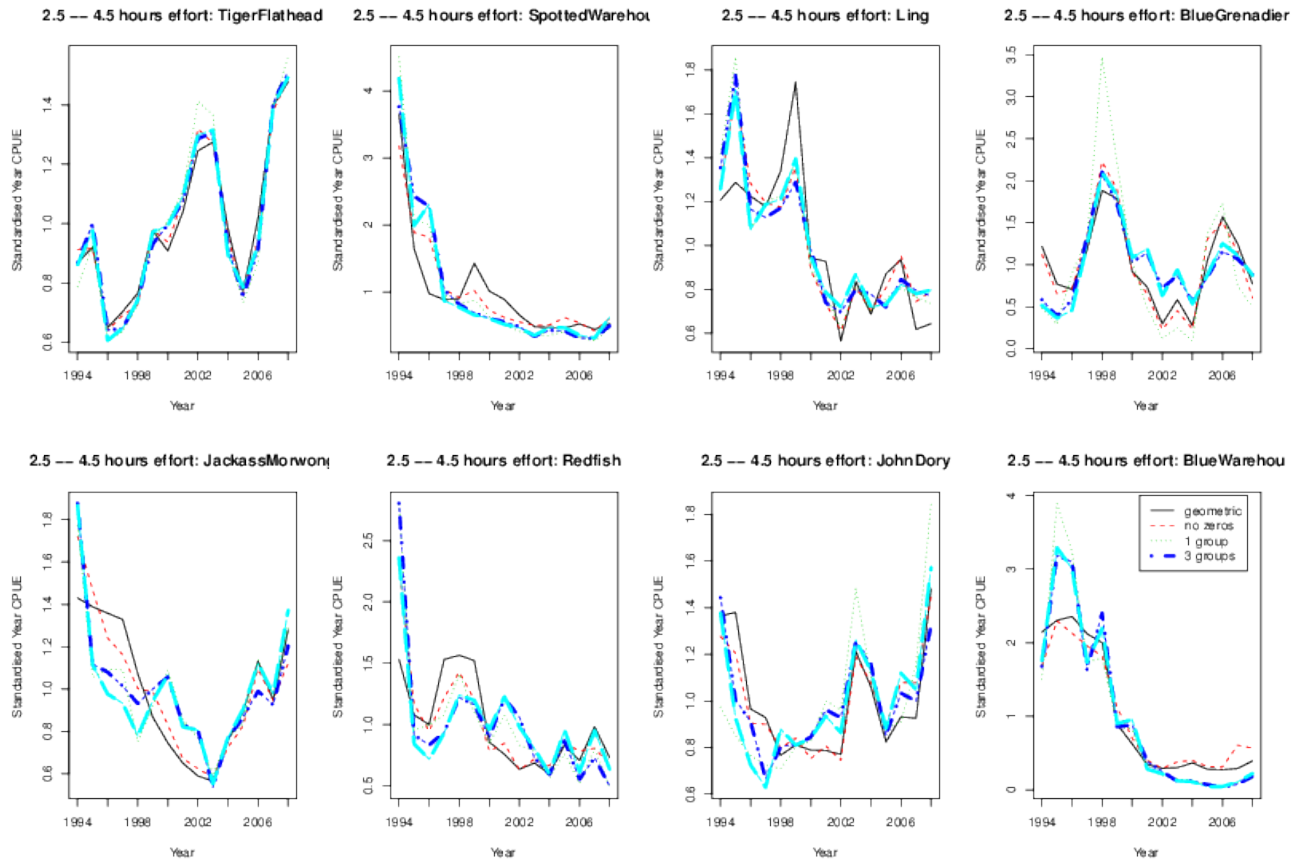 2.5 −− 4.5 hours effort: TigerFlathead
Standardised Year CPUE
1.4
1.2
1.0
0.8
0.6
1994 1998 2002 2006
Year
2.5 −− 4.5 hours effort: SpottedWarehou
Standardised Year CPUE
4
3
2
1
1994 1998 2002 2006
Year
2.5 −− 4.5 hours effort: Ling
Standardised Year CPUE
1.8
1.6
1.4
1.2
1.0
0.8
0.6
1994 1998 2002 2006
Year
2.5 −− 4.5 hours effort: BlueGrenadier
Standardised Year CPUE
3.5
3.0
2.5
2.0
1.5
1.0
0.5
0.0
1994 1998 2002 2006
Year
2.5 −− 4.5 hours effort: JackassMorwong
Standardised Year CPUE
1.8
1.6
1.4
1.2
1.0
0.8
0.6
1994 1998 2002 2006
Year
2.5 −− 4.5 hours effort: Redfish
Standardised Year CPUE
2.5
2.0
1.5
1.0
0.5
1994 1998 2002 2006
Year
2.5 −− 4.5 hours effort: JohnDory
Standardised Year CPUE
1.8
1.6
1.4
1.2
1.0
0.8
0.6
1994 1998 2002 2006
Year
2.5 −− 4.5 hours effort: BlueWarehou
Standardised Year CPUE
4
3
2
1
0
geometric
no zeros
1 group
3 groups
1994 1998 2002 2006
Year